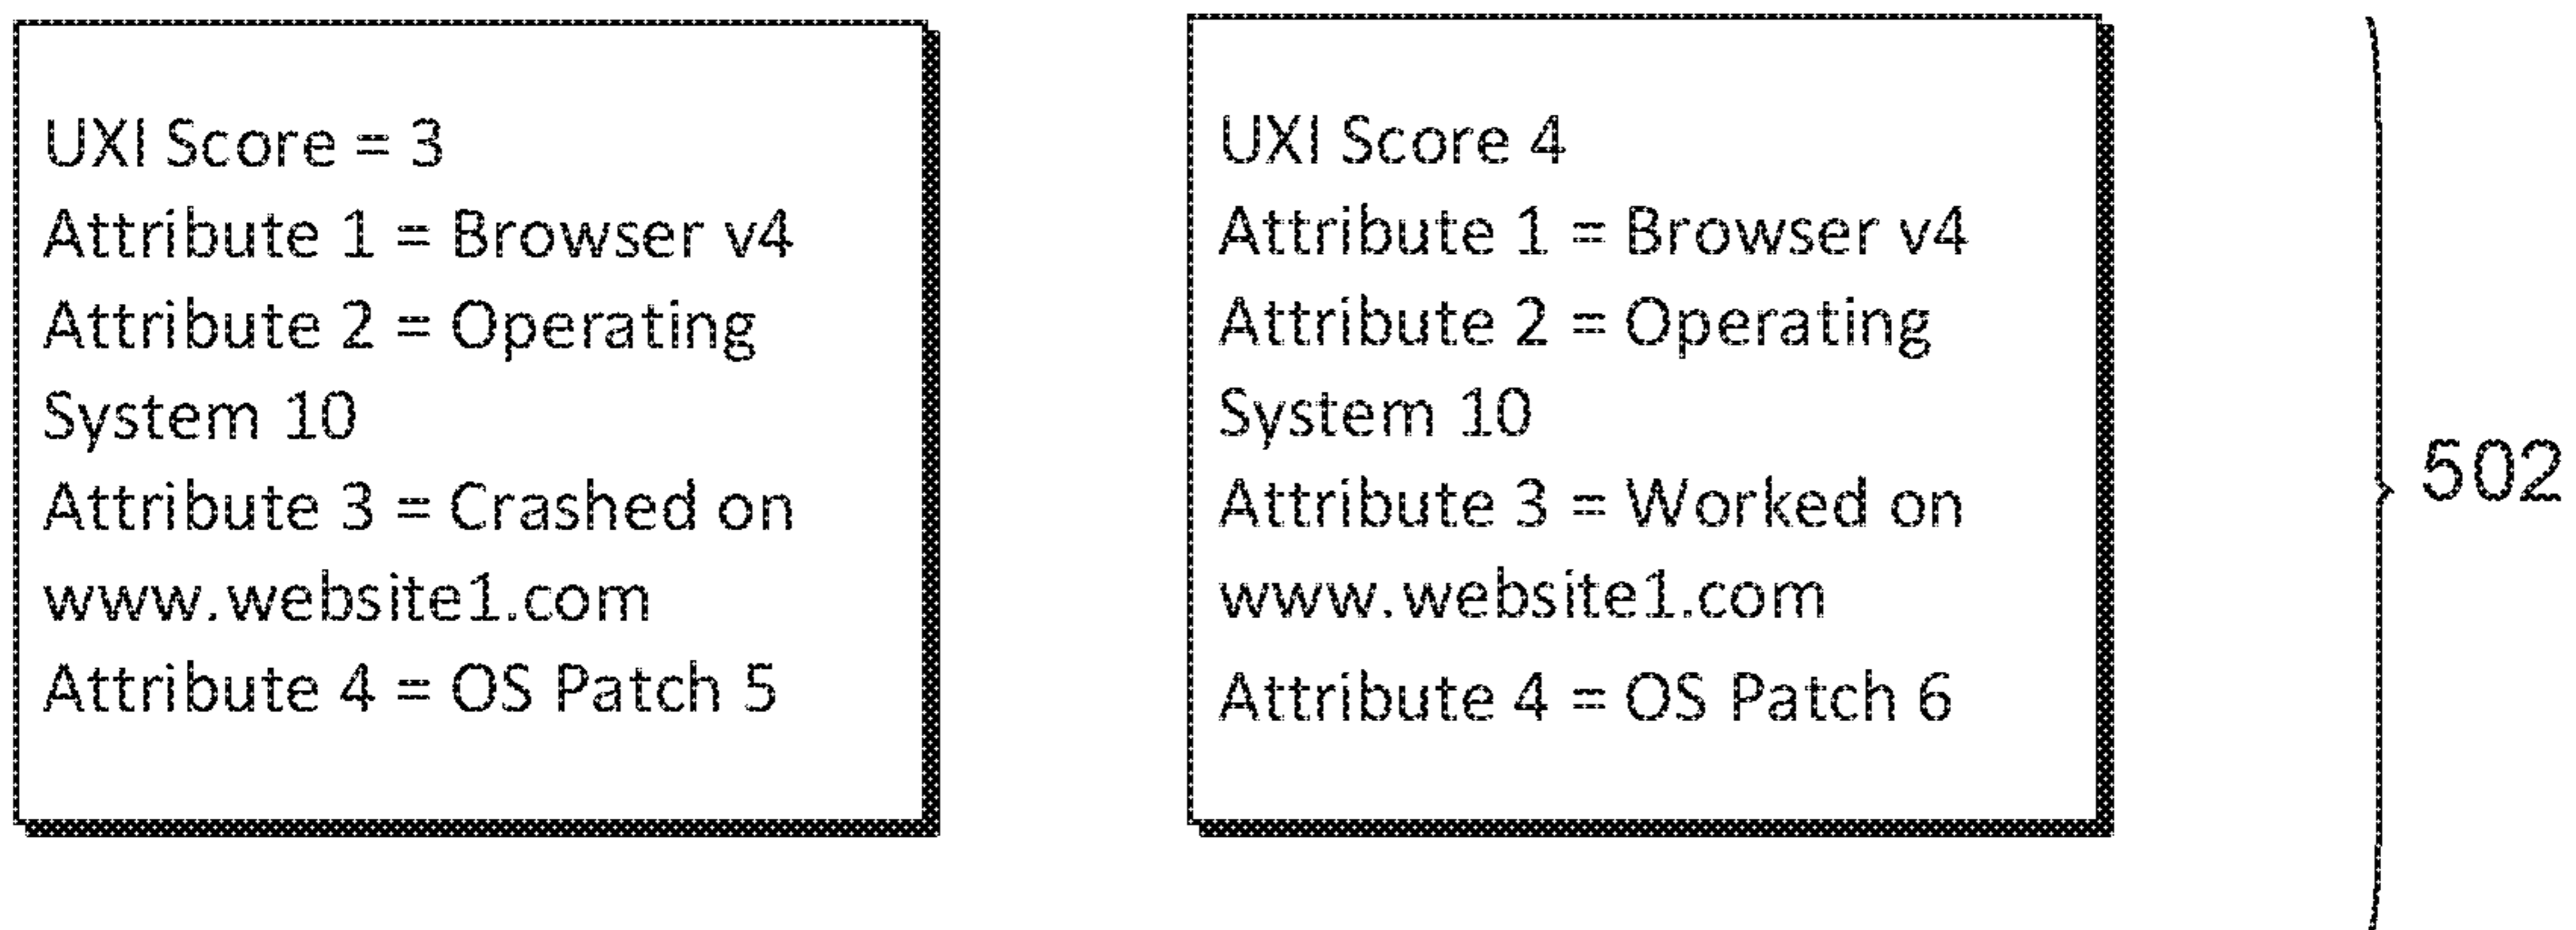 UXI Score = 3
Attribute 1 = Browser v4
Attribute 2 = Operating
System 10
Attribute 3 = Crashed on
www.website1.com
Attribute 4 = OS Patch 5
UXI Score 4
Attribute 1 = Browser v4
Attribute 2 = Operating
System 10
Attribute 3 = Worked on
www.website1.com
Attribute 4 = OS Patch 6
502